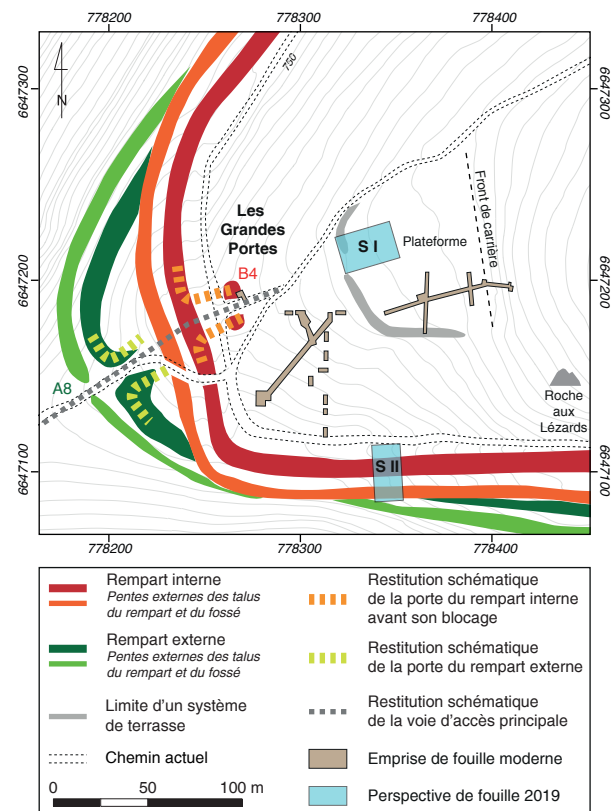 778200 778300 778400
6647300
6647200
6647100
6647300
6647200
6647100
N
750
Les
Grandes
Portes
B4
A8
S I
Plateforme
Front de carrière
Roche
aux
Lézards
S II
778200 778300 778400
Rempart interne
Pentes externes des talus
du rempart et du fossé
Rempart externe
Pentes externes des talus
du rempart et du fossé
Limite d'un système
de terrasse
Chemin actuel
0 50 100 m
Restitution schématique
de la porte du rempart interne
avant son blocage
Restitution schématique
de la porte du rempart externe
Restitution schématique
de la voie d'accès principale
Emprise de fouille moderne
Perspective de fouille 2019